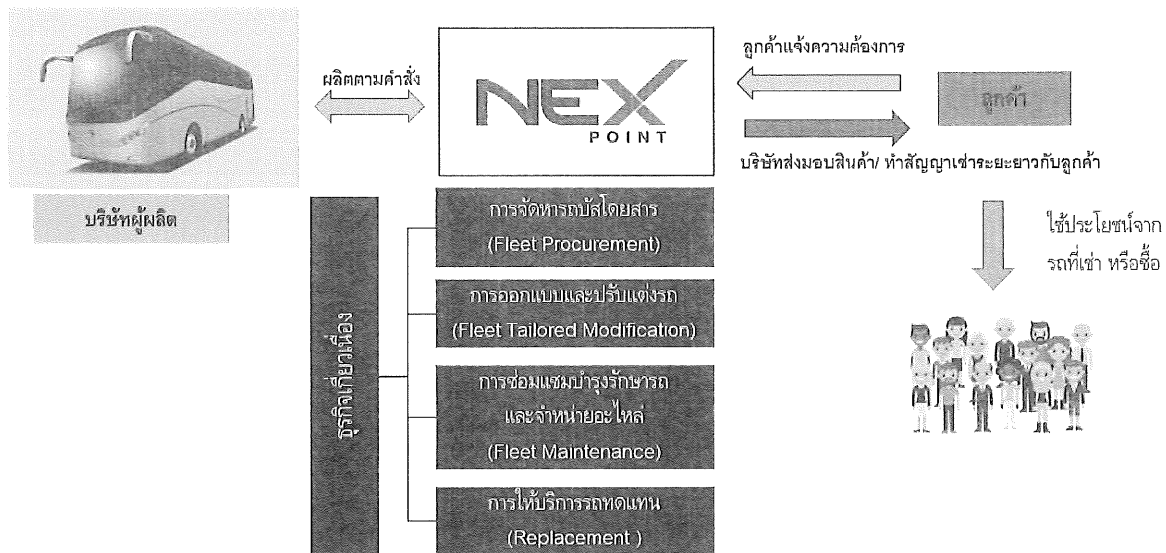 ผลิตตามคำสั่ง
NEX
POINT
ลูกค้าแจ้งความต้องการ
ลูกค้า
บริษัทส่งมอบสินค้า/ ทำสัญญาเช่าระยะยาวกับลูกค้า
บริษัทผู้ผลิต
ใช้ประโยชน์จาก
รถที่เช่า หรือซื้อ
ธุรกิจเกี่ยวเนื่อง
การจัดหารถบัสโดยสาร
(Fleet Procurement)
การออกแบบและปรับแต่งรถ
(Fleet Tailored Modification)
การซ่อมแซมบำรุงรักษารถ
และจำหน่ายอะไหล่
(Fleet Maintenance)
การให้บริการรถทดแทน
(Replacement )